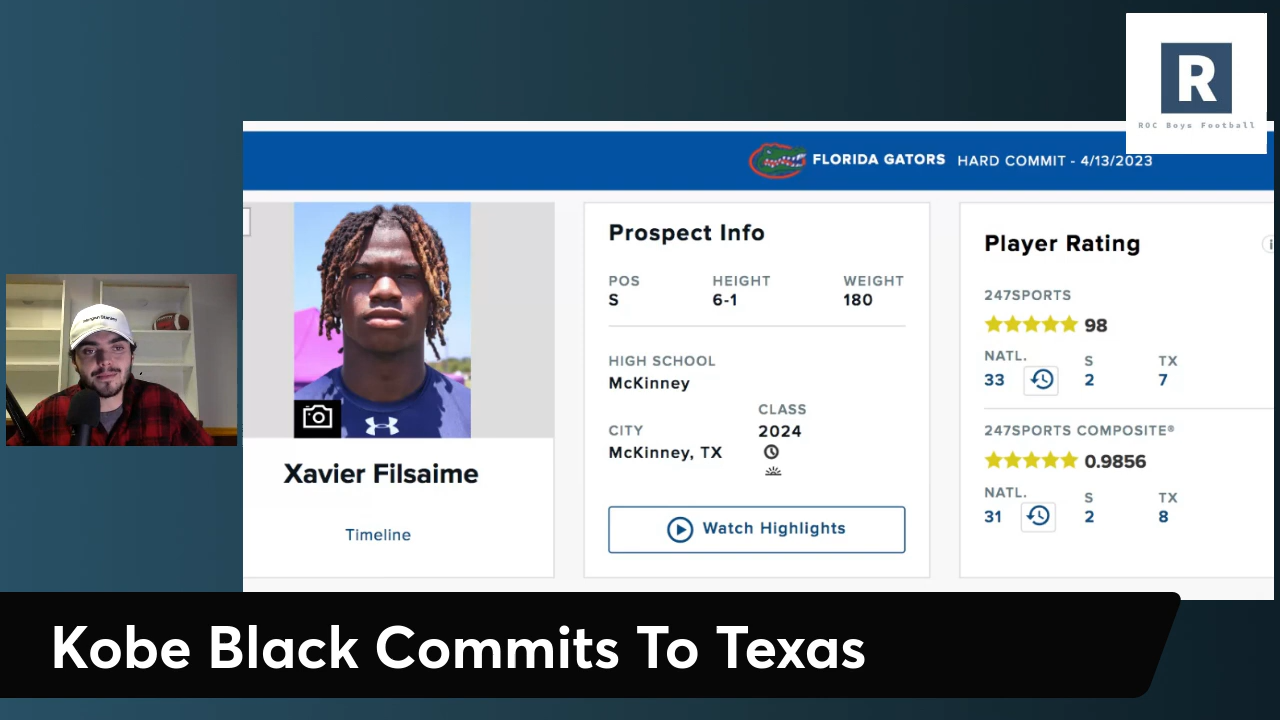 R
ROC Boys Football
FLORIDA GATORS HARD COMMIT - 4/13/2023
Xavier Filsaime
Timeline
Prospect Info
POS HEIGHT WEIGHT
S 6-1 180
HIGH SCHOOL
McKinney
CITY CLASS
McKinney, TX 2024
Watch Highlights
Player Rating
i
247SPORTS
98
NATL. S TX
33 2 7
247SPORTS COMPOSITE®
0.9856
NATL. S TX
31 2 8
Kobe Black Commits To Texas